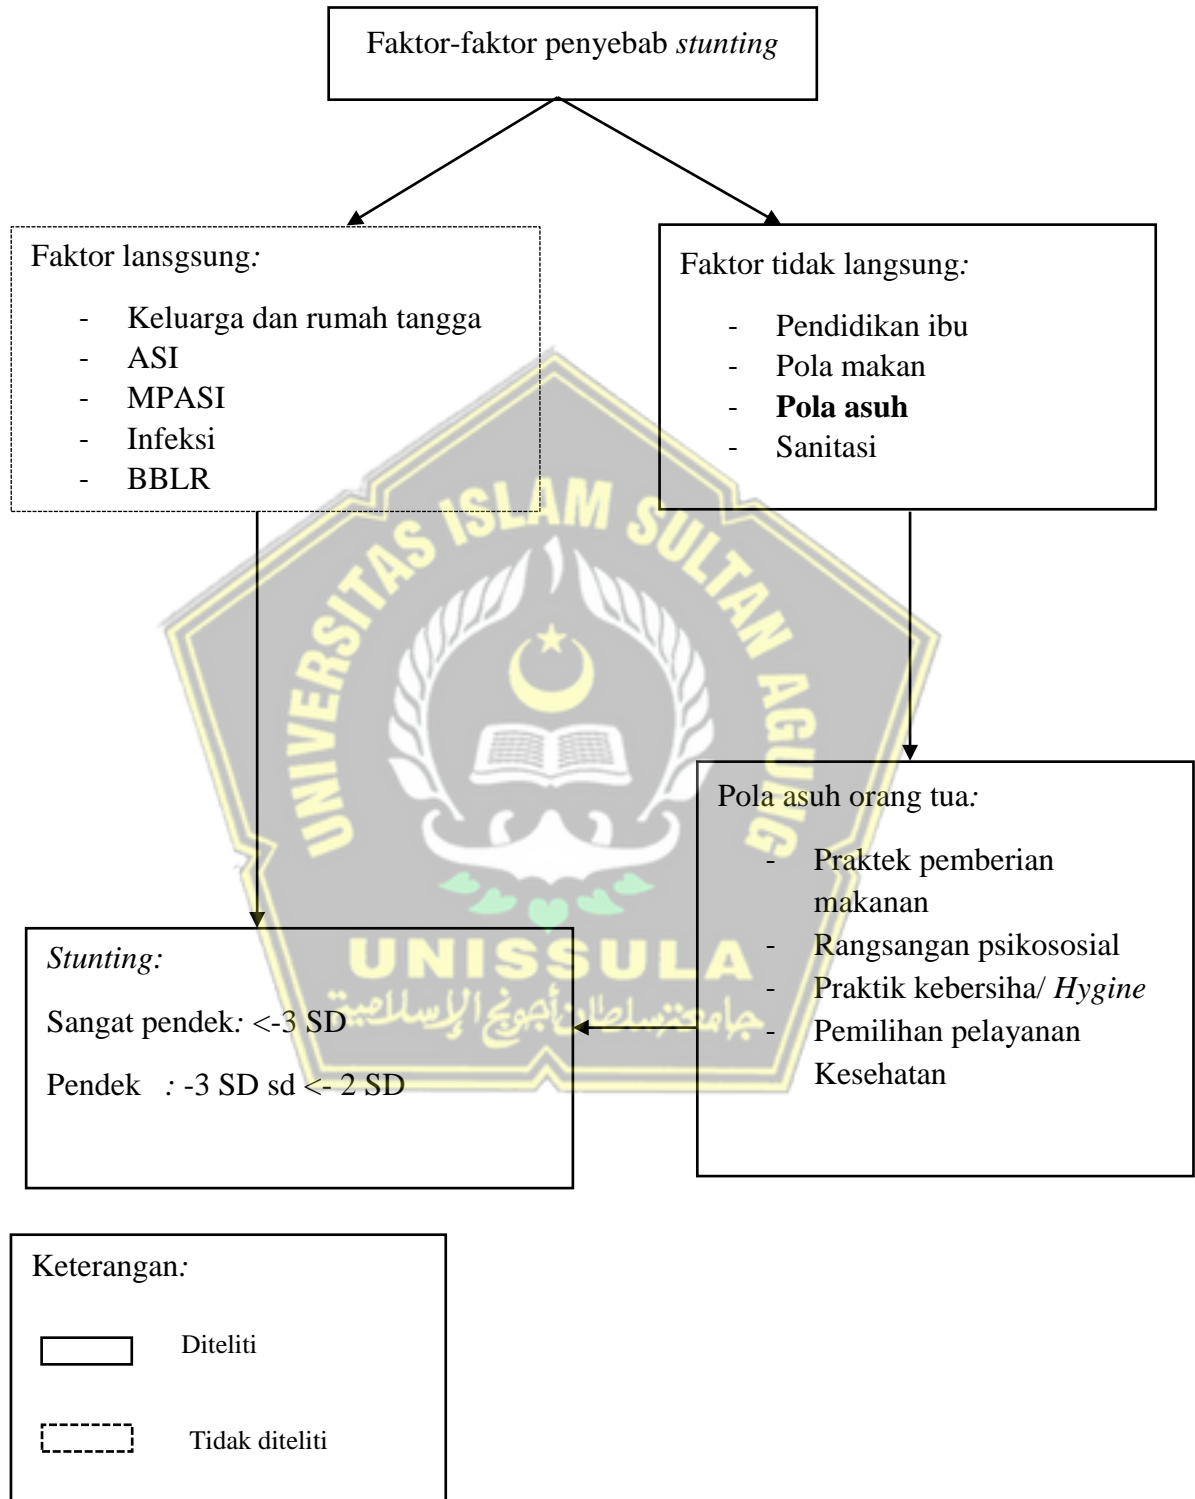 Faktor-faktor penyebab stunting
Faktor lansgsung:
- Keluarga dan rumah tangga
- ASI
- MPASI
- Infeksi
- BBLR
Faktor tidak langsung:
- Pendidikan ibu
- Pola makan
- Pola asuh
- Sanitasi
UNIVERSITAS ISLAM SULTAN AGUNG
UNISSULA
جامعتسلطان أجونج الإسلامية
Pola asuh orang tua:
- Praktek pemberian
makanan
- Rangsangan psikososial
- Praktik kebersiha/ Hygine
- Pemilihan pelayanan
Kesehatan
Stunting:
Sangat pendek: <-3 SD
Pendek : -3 SD sd <- 2 SD
Keterangan:
Diteliti
Tidak diteliti